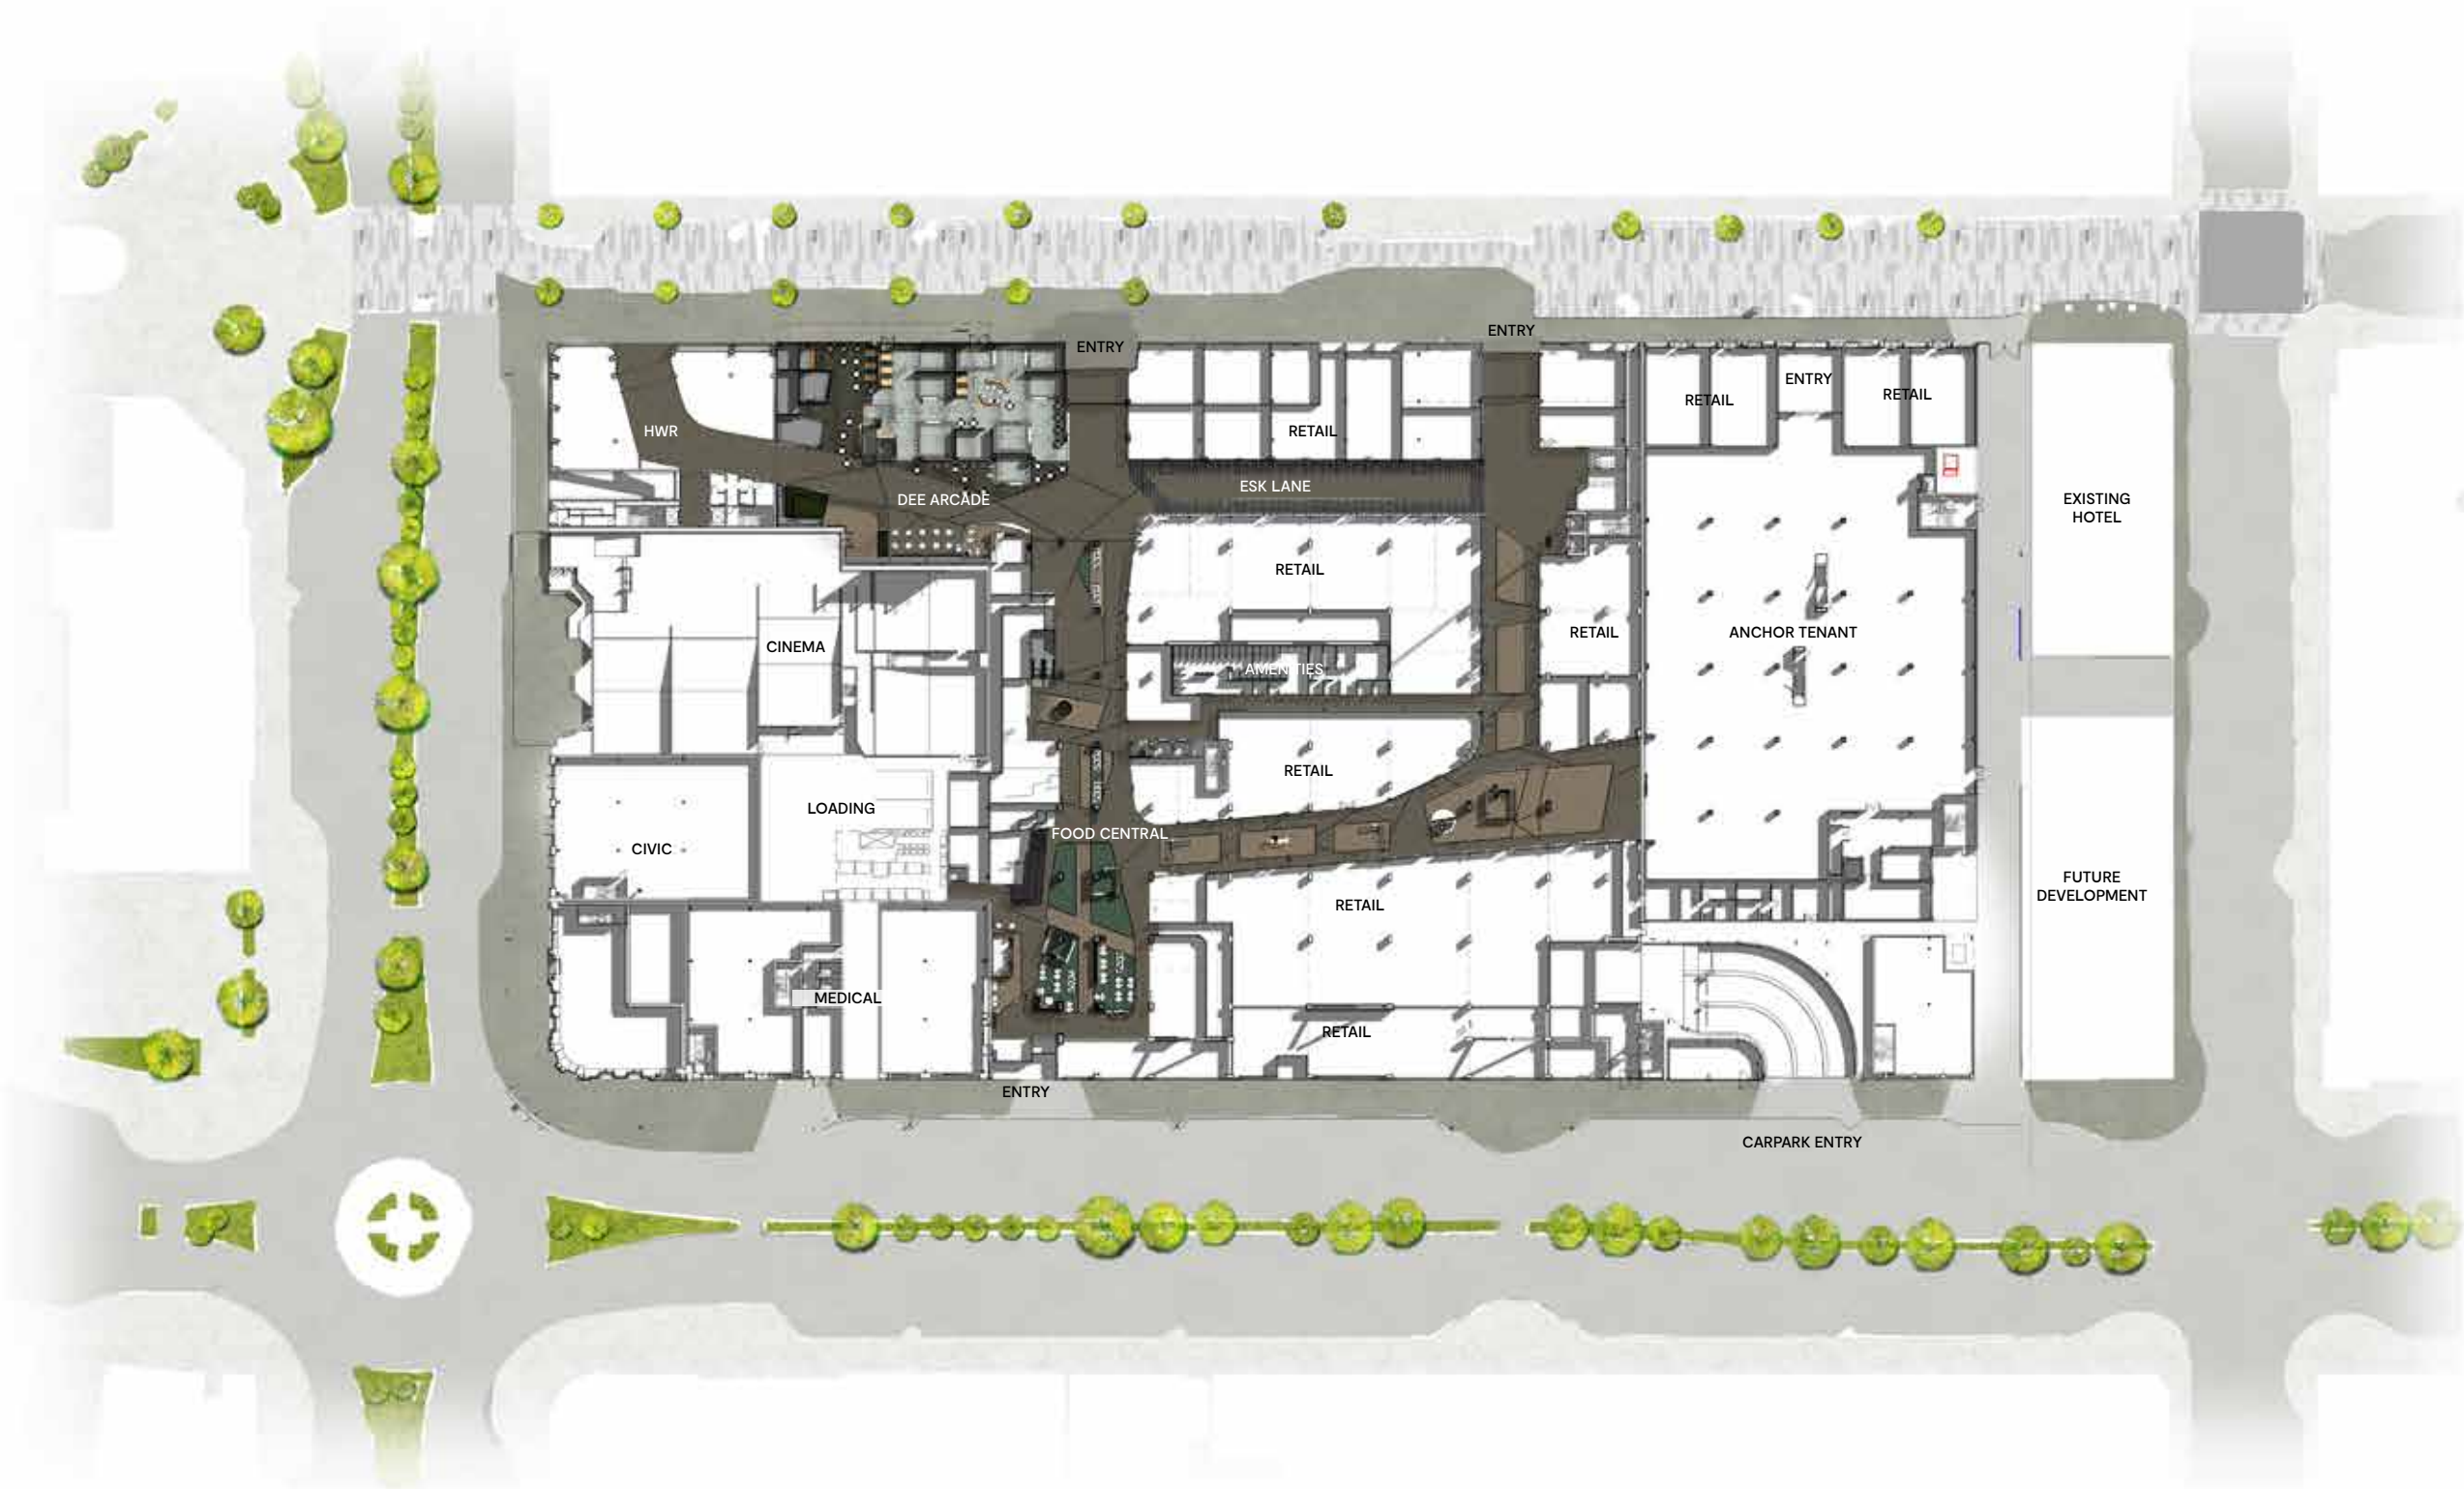 ENTRY
ENTRY
ENTRY
RETAIL
RETAIL
HWR
RETAIL
DEE ARCADE
ESK LANE
EXISTING
HOTEL
RETAIL
RETAIL
ANCHOR TENANT
CINEMA
AMENITIES
RETAIL
LOADING
FOOD CENTRAL
CIVIC
FUTURE
DEVELOPMENT
RETAIL
MEDICAL
RETAIL
ENTRY
CARPARK ENTRY